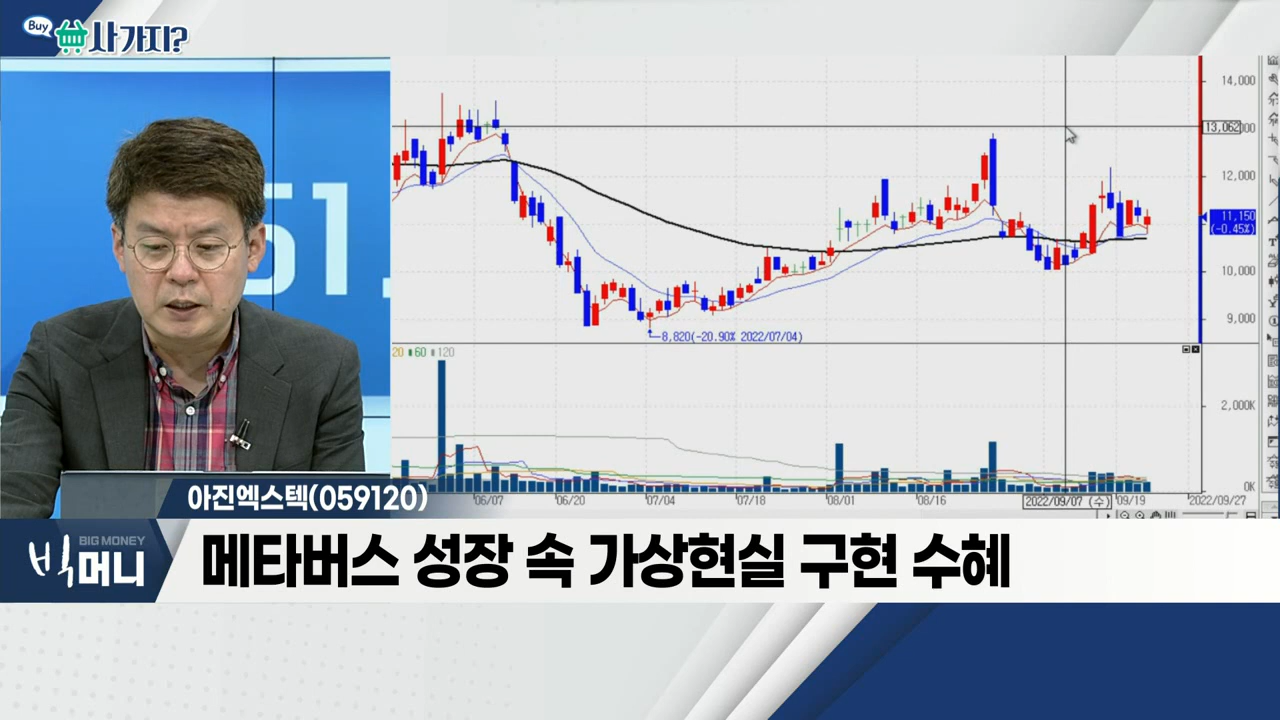 Buy
사가지?
51.
14,000
13,062
12,000
11,150
(-0.45%)
10,000
9,000
8,820(-20.90% 2022/07/04)
20 60 120
2,000K
0K
06/07 06/20 07/04 07/18 08/01 08/16 2022/09/07 (수) 09/19 2022/09/27
아진엑스텍(059120)
BIG MONEY
빅머니
메타버스 성장 속 가상현실 구현 수혜